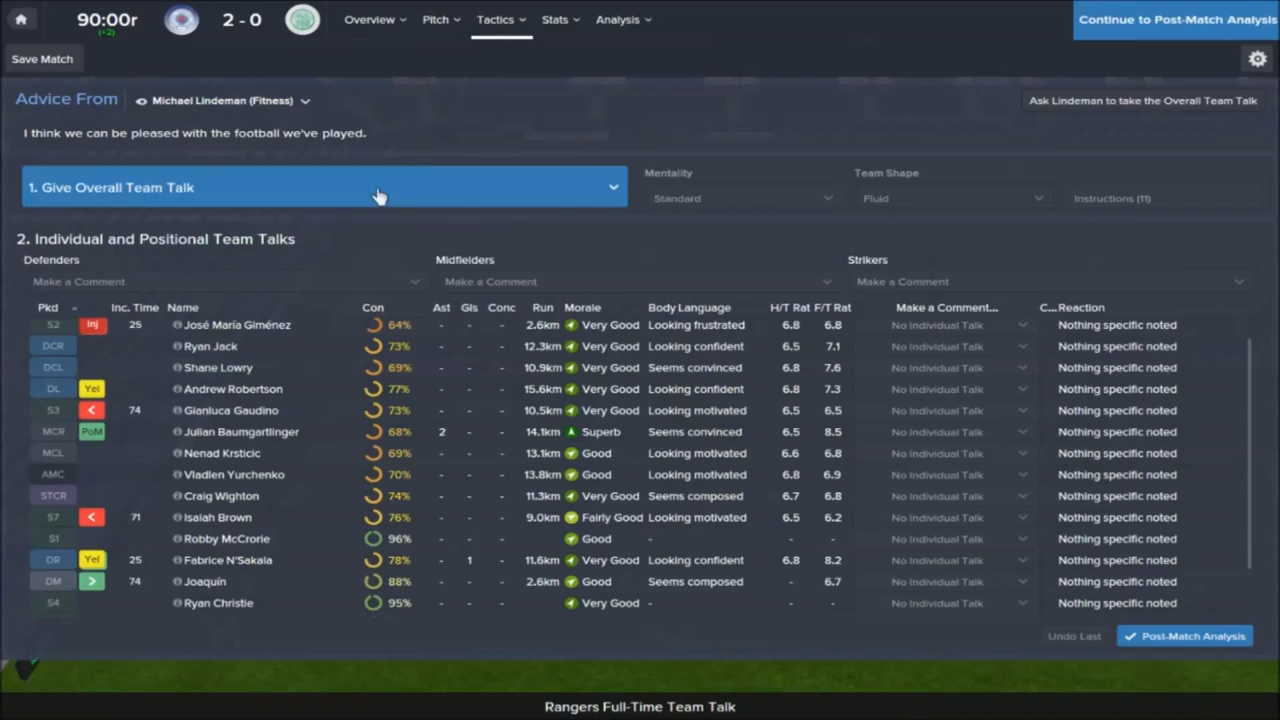 90:00r 2 - 0 Overview Pitch Tactics Stats Analysis Continue to Post-Match Analysis
(+2)
Save Match
Advice From Michael Lindeman (Fitness) Ask Lindeman to take the Overall Team Talk
I think we can be pleased with the football we've played.
Mentality Team Shape
1. Give Overall Team Talk
Standard Fluid Instructions (11)
2. Individual and Positional Team Talks
Defenders Midfielders Strikers
Make a Comment Make a Comment Make a Comment
Pkd Inc. Time Name Con Ast Gls Conc Run Morale Body Language H/T Rat F/T Rat Make a Comment... C... Reaction
S2 Inj 25 José María Giménez 64% - - - 2.6km Very Good Looking frustrated 6.8 6.8 No Individual Talk Nothing specific noted
DCR Ryan Jack 73% - - - 12.3km Very Good Looking confident 6.5 7.1 No Individual Talk Nothing specific noted
DCL Shane Lowry 69% - - - 10.9km Very Good Seems convinced 6.8 7.6 No Individual Talk Nothing specific noted
DL Yel Andrew Robertson 77% - - - 15.6km Very Good Looking confident 6.8 7.3 No Individual Talk Nothing specific noted
S3 < 74 Gianluca Gaudino 73% - - - 10.5km Very Good Looking motivated 6.5 6.5 No Individual Talk Nothing specific noted
MCR PoM Julian Baumgartlinger 68% 2 - - 14.1km Superb Seems convinced 6.5 8.5 No Individual Talk Nothing specific noted
MCL Nenad Krsticic 69% - - - 13.1km Good Looking motivated 6.6 6.8 No Individual Talk Nothing specific noted
AMC Vladlen Yurchenko 70% - - - 13.8km Good Looking motivated 6.8 6.9 No Individual Talk Nothing specific noted
STCR Craig Wighton 74% - - - 11.3km Very Good Seems composed 6.7 6.8 No Individual Talk Nothing specific noted
S7 < 71 Isaiah Brown 76% - - - 9.0km Fairly Good Looking motivated 6.5 6.2 No Individual Talk Nothing specific noted
S1 Robby McCrorie 96% - - - Good - - - No Individual Talk Nothing specific noted
DR Yel 25 Fabrice N'Sakala 78% - 1 - 11.6km Very Good Looking confident 6.8 8.2 No Individual Talk Nothing specific noted
DM > 74 Joaquín 88% - - - 2.6km Good Seems composed - 6.7 No Individual Talk Nothing specific noted
S4 Ryan Christie 95% - - - Very Good - - - No Individual Talk Nothing specific noted
Undo Last Post-Match Analysis
Rangers Full-Time Team Talk